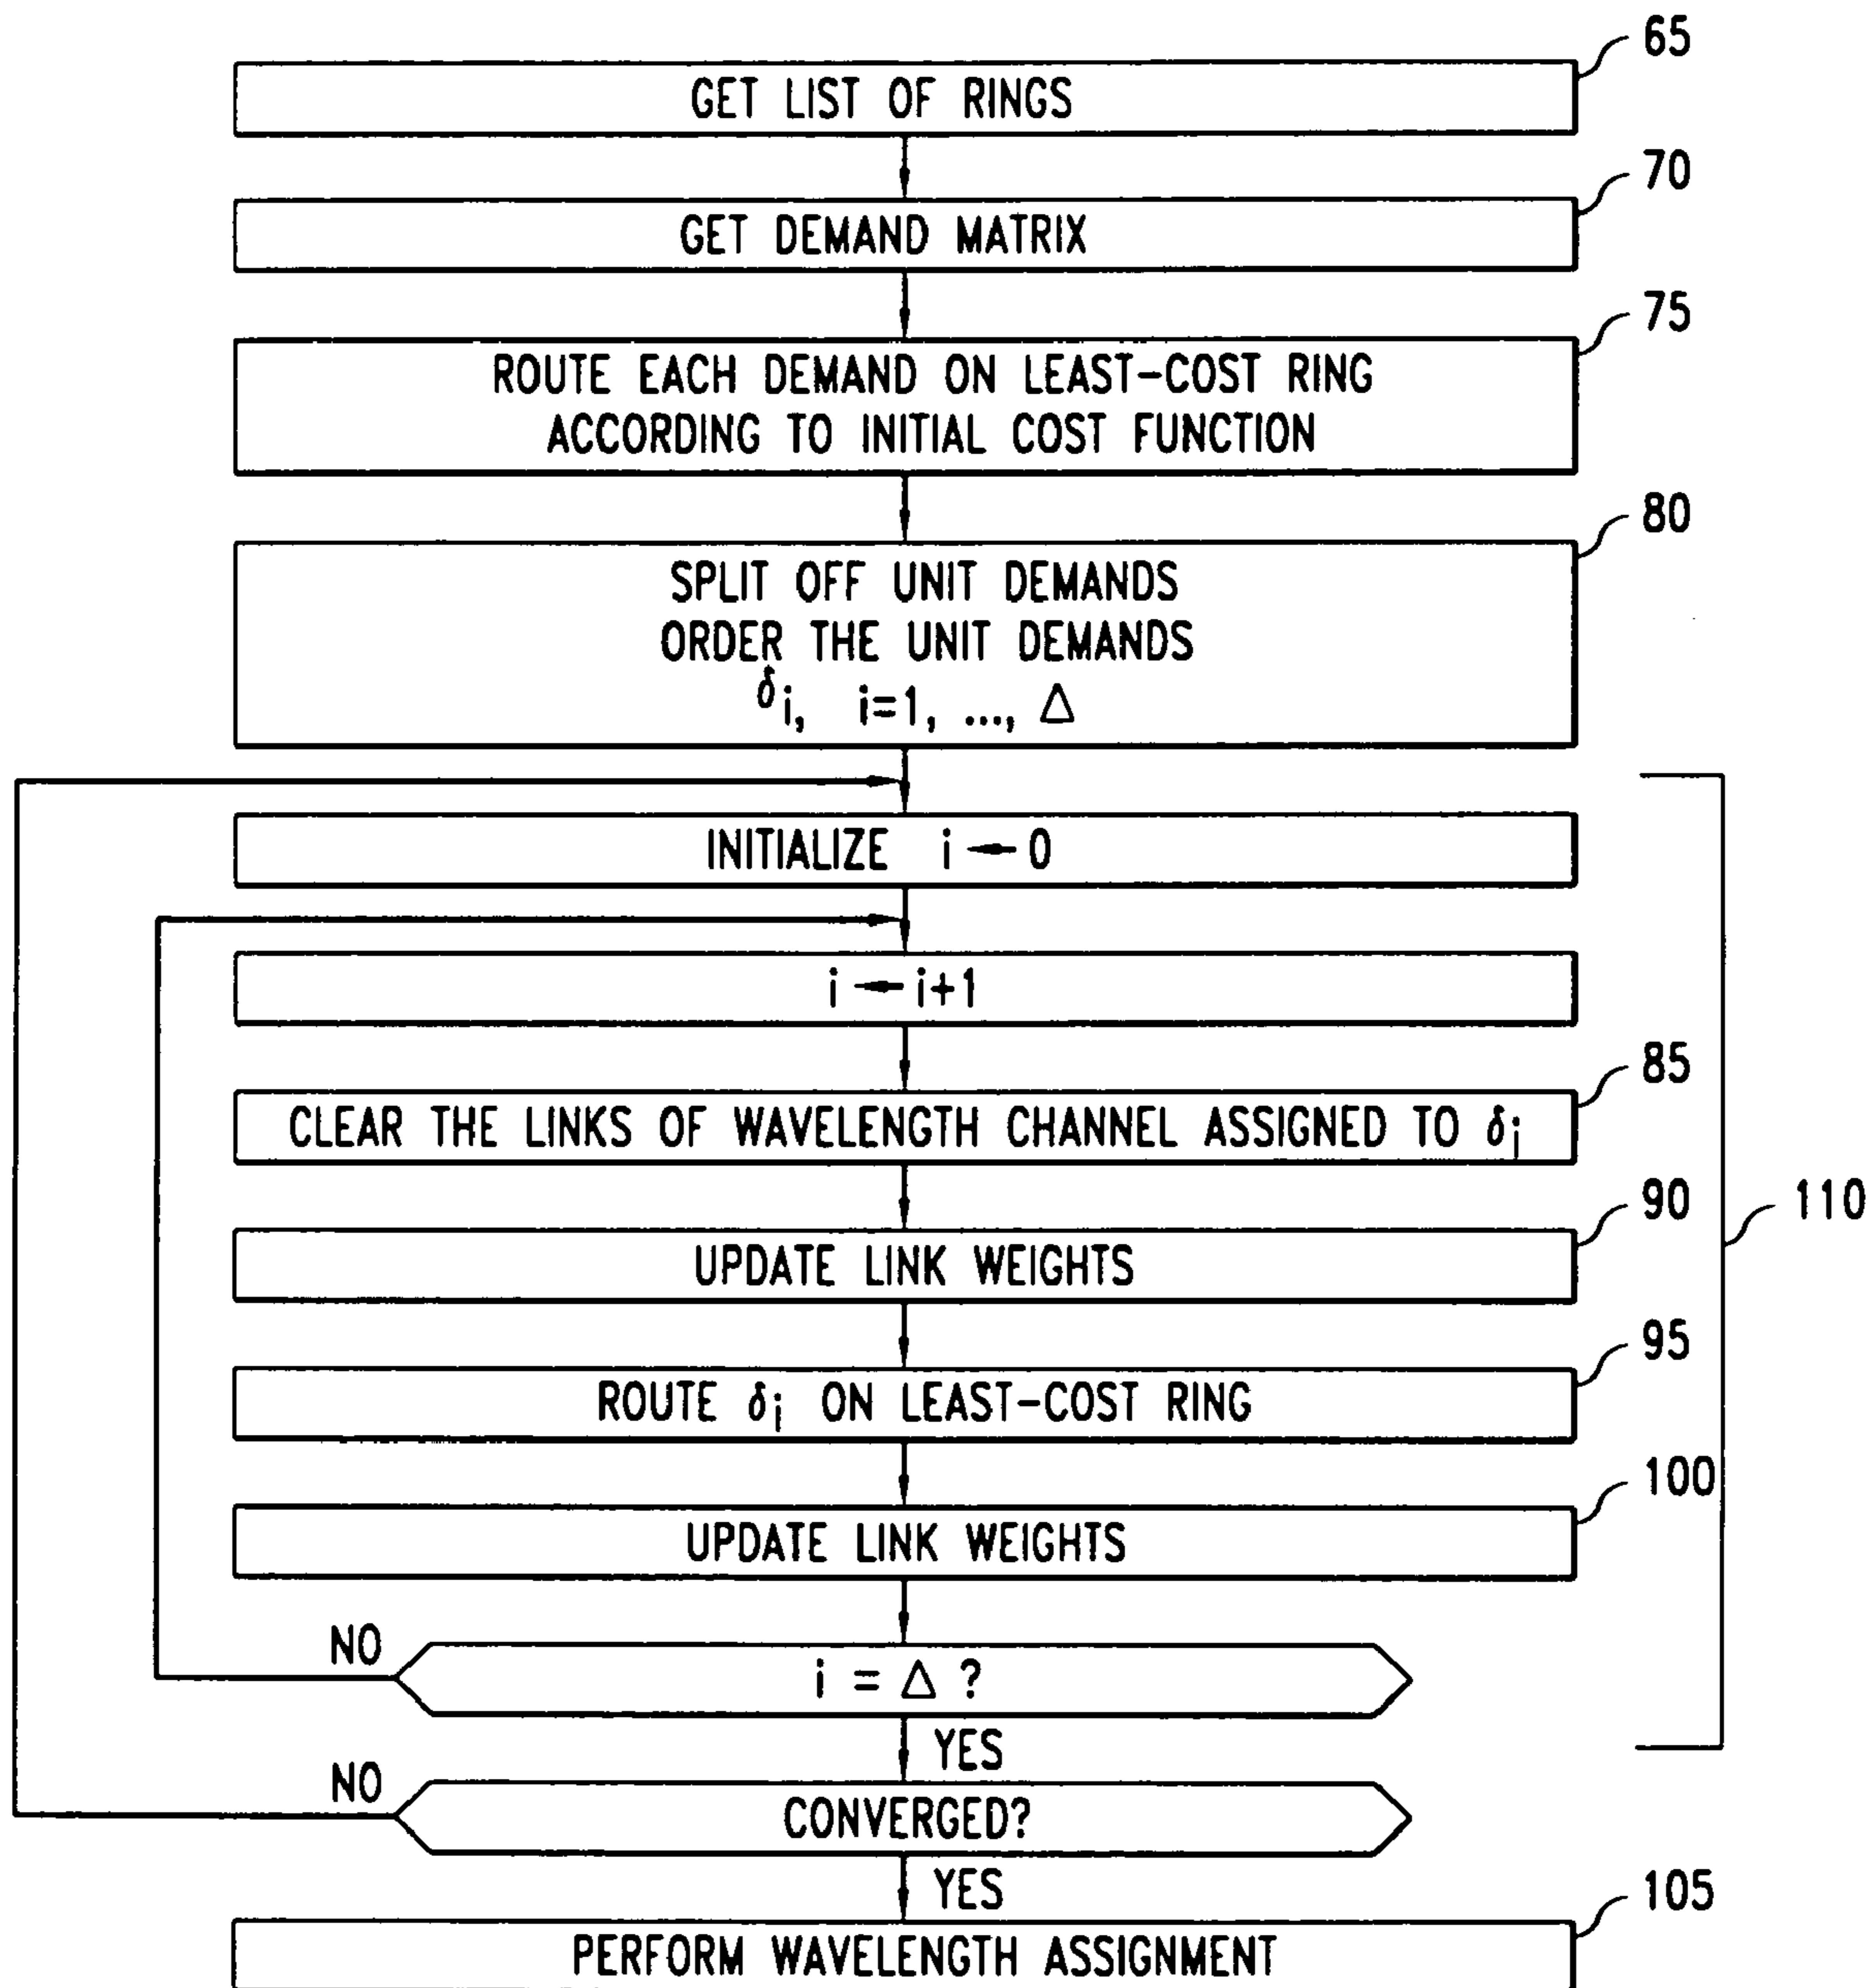 65
GET LIST OF RINGS
70
GET DEMAND MATRIX
75
ROUTE EACH DEMAND ON LEAST-COST RING
ACCORDING TO INITIAL COST FUNCTION
80
SPLIT OFF UNIT DEMANDS
ORDER THE UNIT DEMANDS
δi, i=1, ..., Δ
INITIALIZE i ← 0
i ← i+1
85
CLEAR THE LINKS OF WAVELENGTH CHANNEL ASSIGNED TO δi
90
110
UPDATE LINK WEIGHTS
95
ROUTE δi ON LEAST-COST RING
100
UPDATE LINK WEIGHTS
NO
i = Δ ?
YES
NO
CONVERGED?
YES
105
PERFORM WAVELENGTH ASSIGNMENT